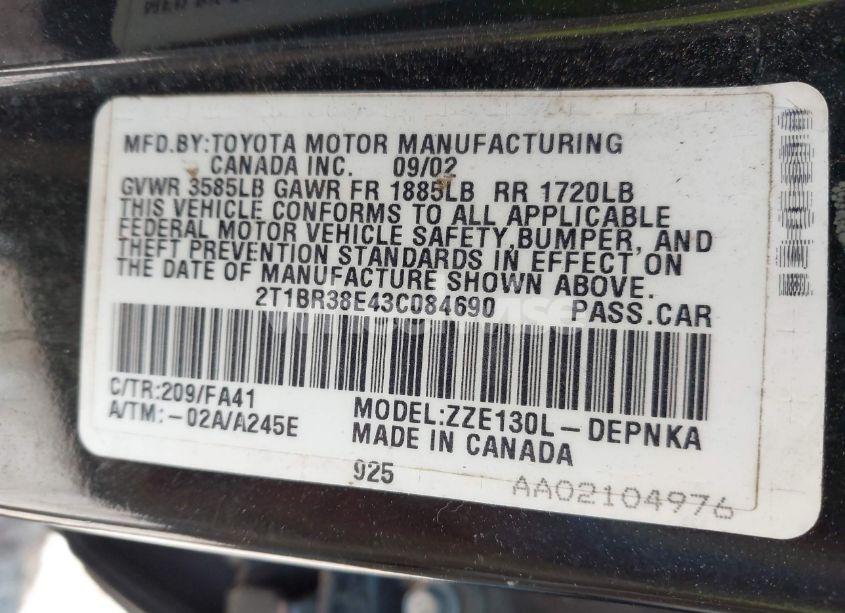 MFD.BY:TOYOTA MOTOR MANUFACTURING
CANADA INC. 09/02
GVWR 3585LB GAWR FR 1885LB RR 1720LB
THIS VEHICLE CONFORMS TO ALL APPLICABLE
FEDERAL MOTOR VEHICLE SAFETY,BUMPER, AND
THEFT PREVENTION STANDARDS IN EFFECT ON
THE DATE OF MANUFACTURE SHOWN ABOVE.
2T1BR38E43C084690 PASS.CAR
C/TR:209/FA41
A/TM:-02A/A245E
MODEL:ZZE130L-DEPNKA
MADE IN CANADA
925
AA02104976